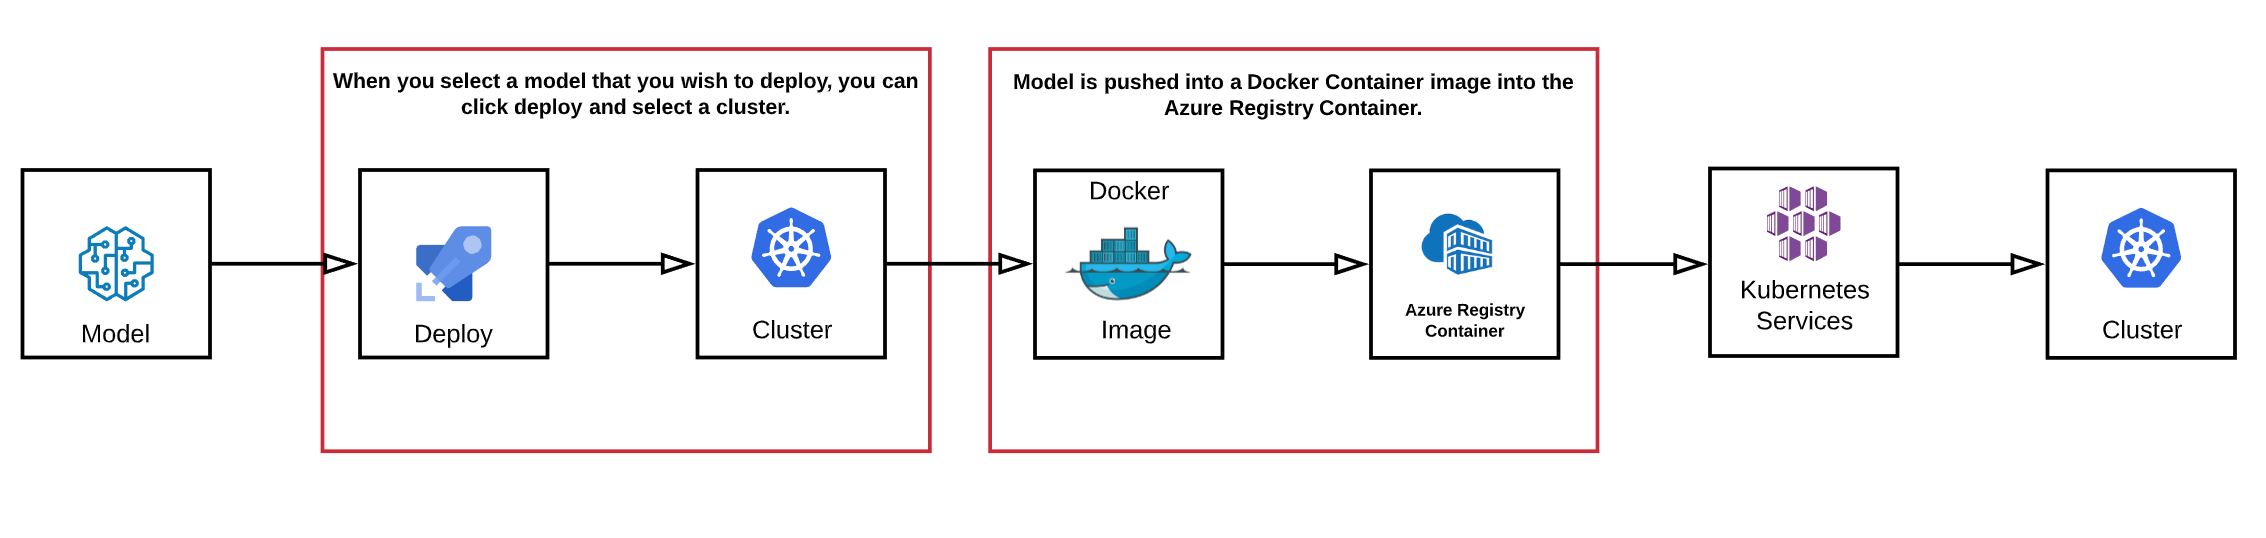 When you select a model that you wish to deploy, you can
click deploy and select a cluster.
Model is pushed into a Docker Container image into the
Azure Registry Container.
Model
Deploy
Cluster
Docker
Image
Azure Registry
Container
Kubernetes
Services
Cluster